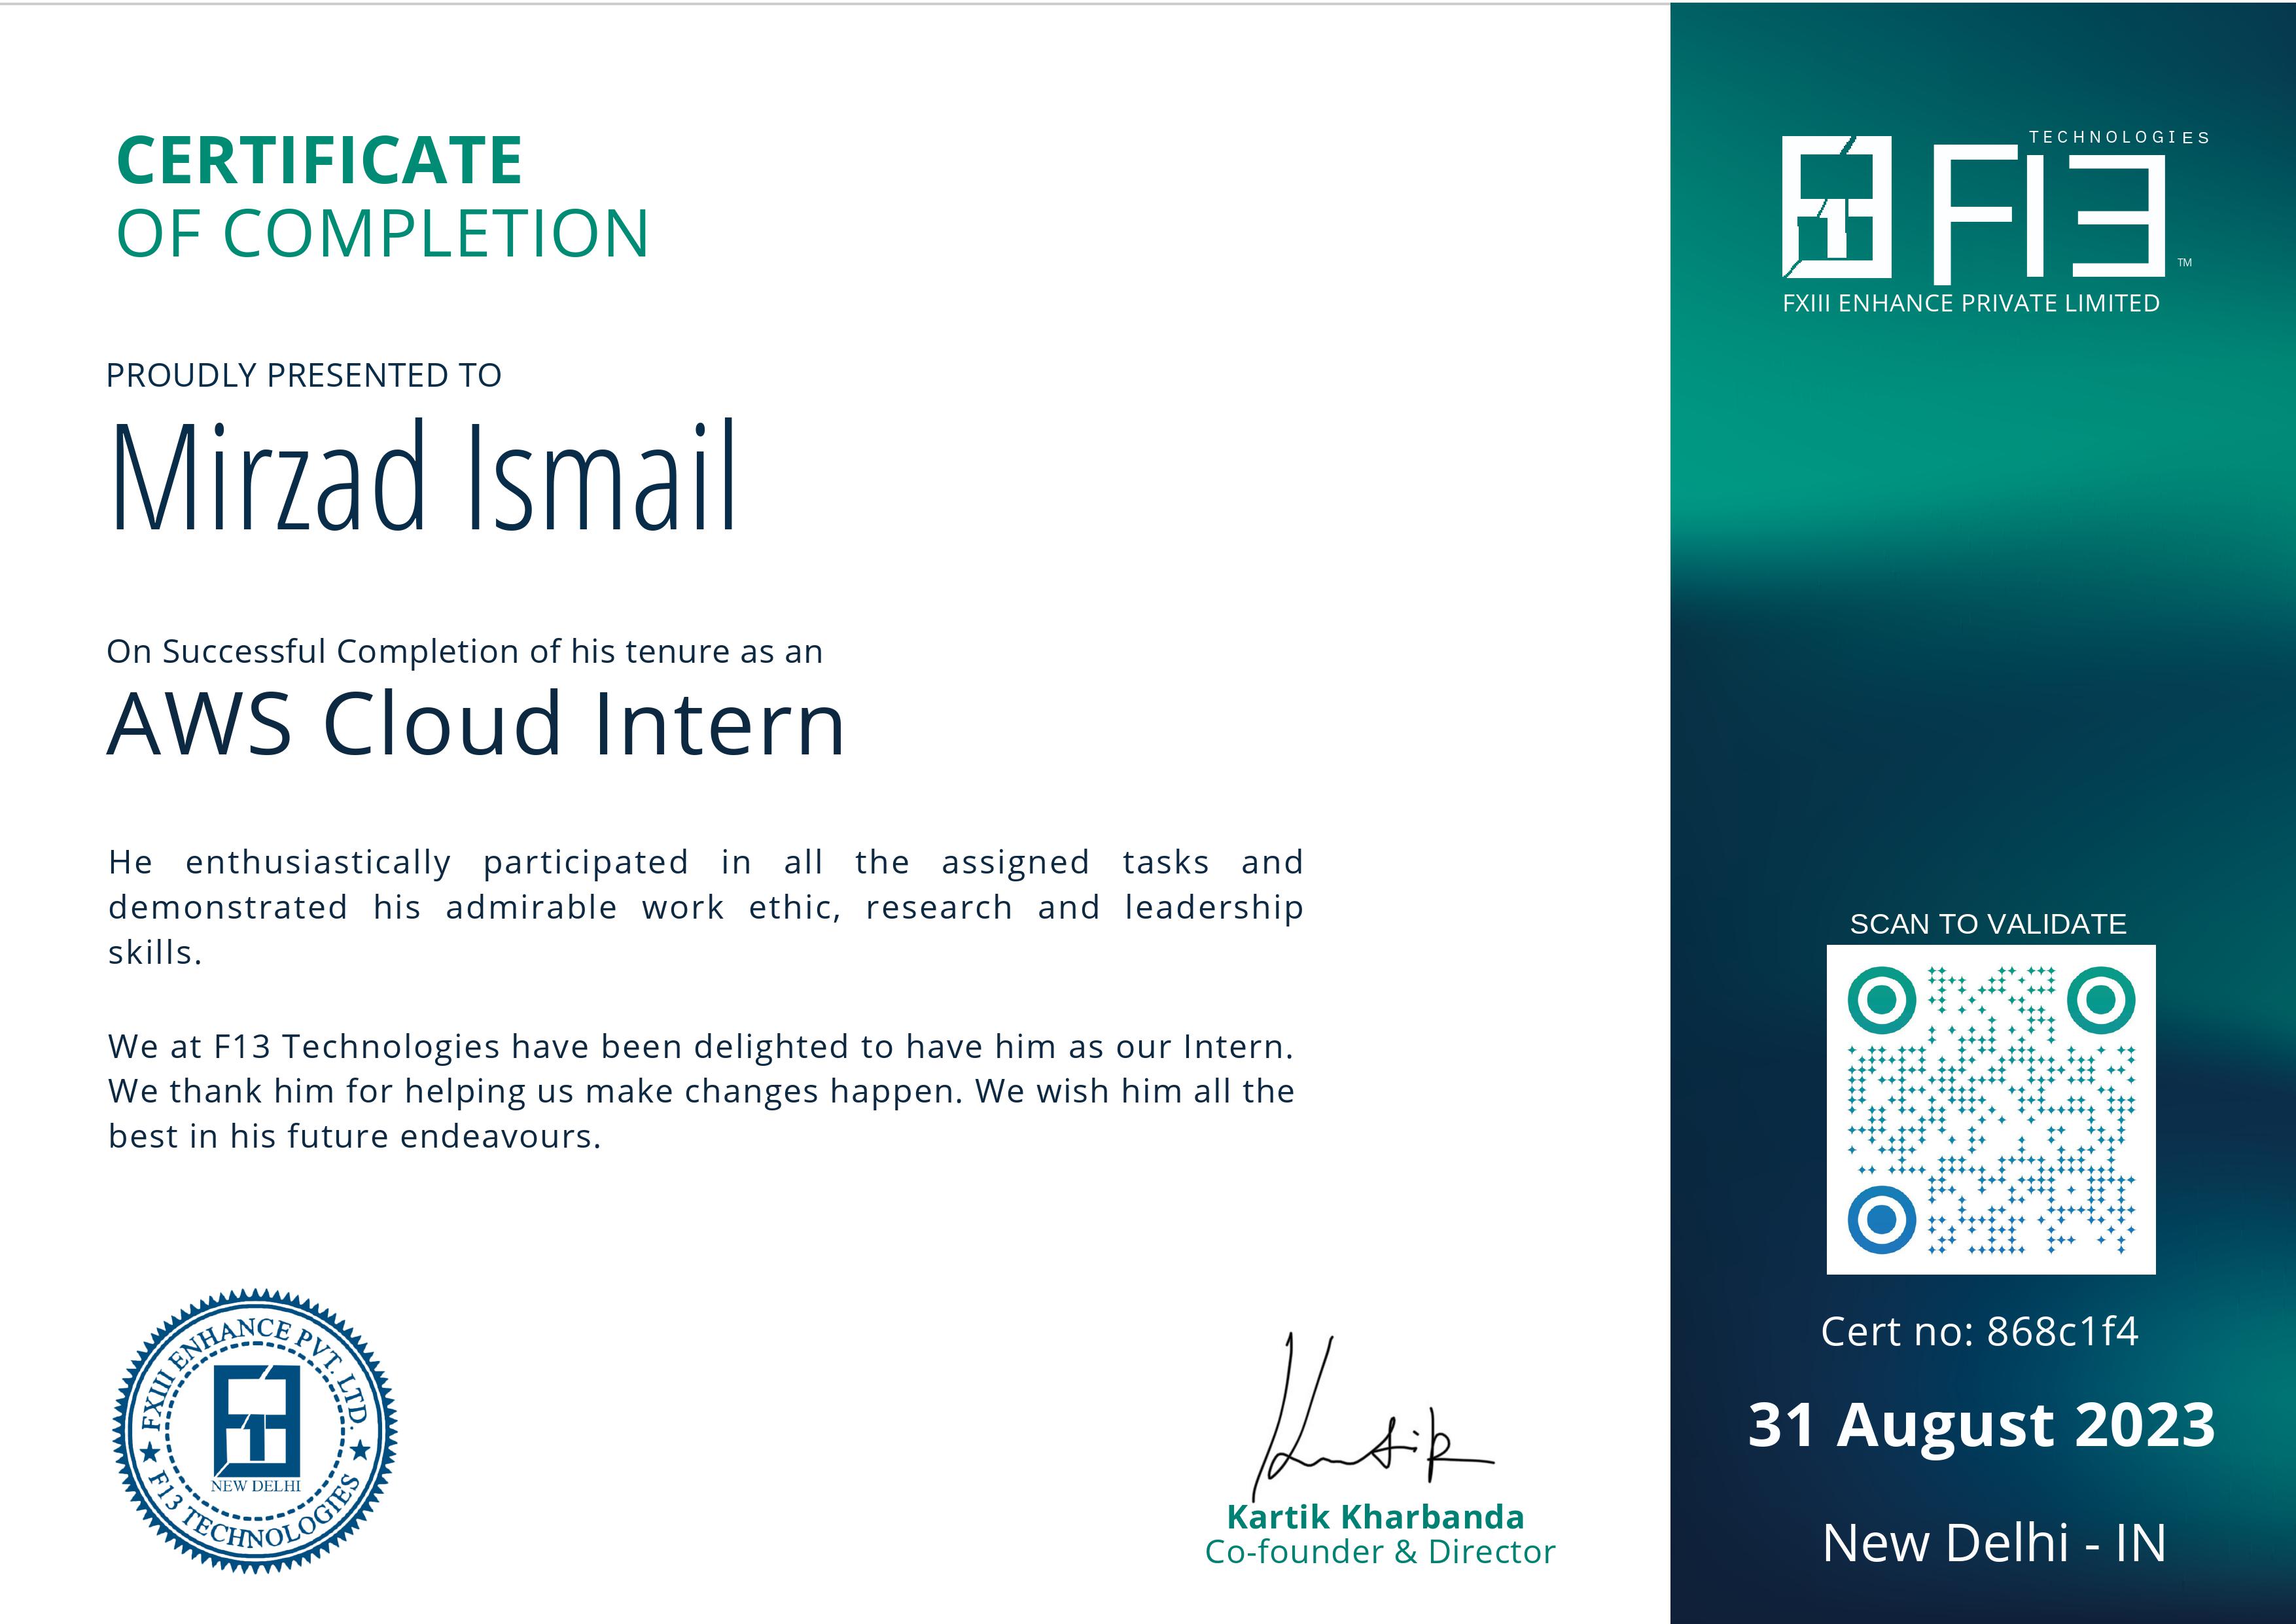 CERTIFICATE
OF COMPLETION
PROUDLY PRESENTED TO
Mirzad Ismail
On Successful Completion of his tenure as an
AWS Cloud Intern
He enthusiastically participated in all the assigned tasks and
demonstrated his admirable work ethic, research and leadership
skills.
We at F13 Technologies have been delighted to have him as our Intern.
We thank him for helping us make changes happen. We wish him all the
best in his future endeavours.
FXIII ENHANCE PVT. LTD.
NEW DELHI
★ F13 TECHNOLOGIES ★
Kartik
Kartik Kharbanda
Co-founder & Director
TECHNOLOGIES
F13 ™
FXIII ENHANCE PRIVATE LIMITED
SCAN TO VALIDATE
Cert no: 868c1f4
31 August 2023
New Delhi - IN